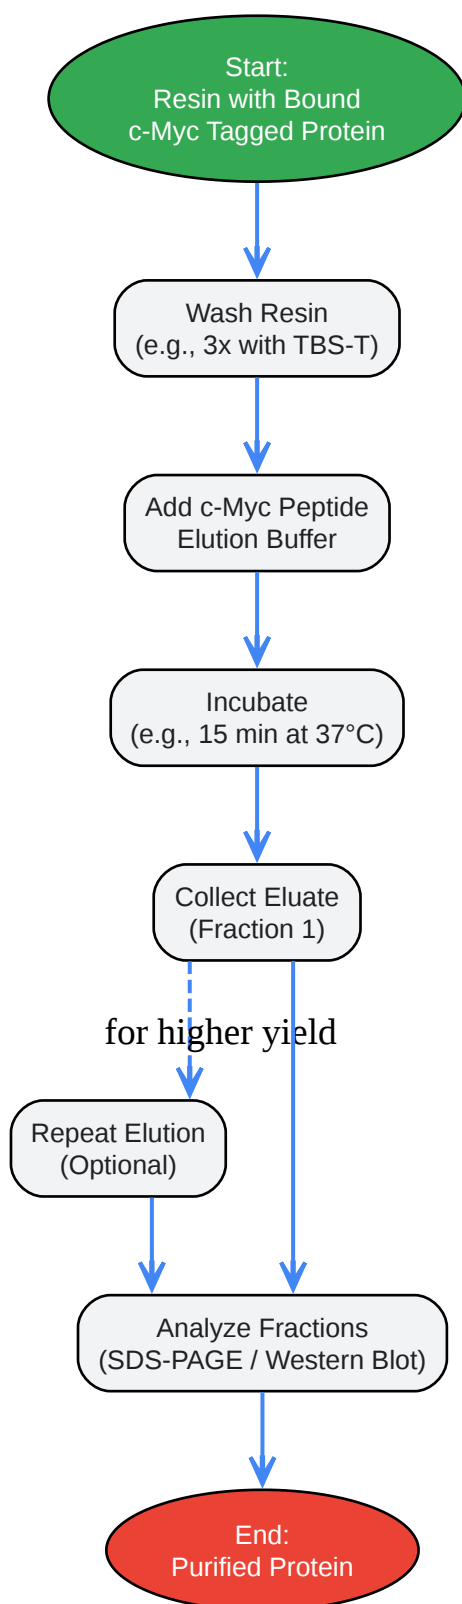 Start:
Resin with Bound
c-Myc Tagged Protein
Wash Resin
(e.g., 3x with TBS-T)
Add c-Myc Peptide
Elution Buffer
Incubate
(e.g., 15 min at 37°C)
Collect Eluate
(Fraction 1)
for higher yield
Repeat Elution
(Optional)
Analyze Fractions
(SDS-PAGE / Western Blot)
End:
Purified Protein